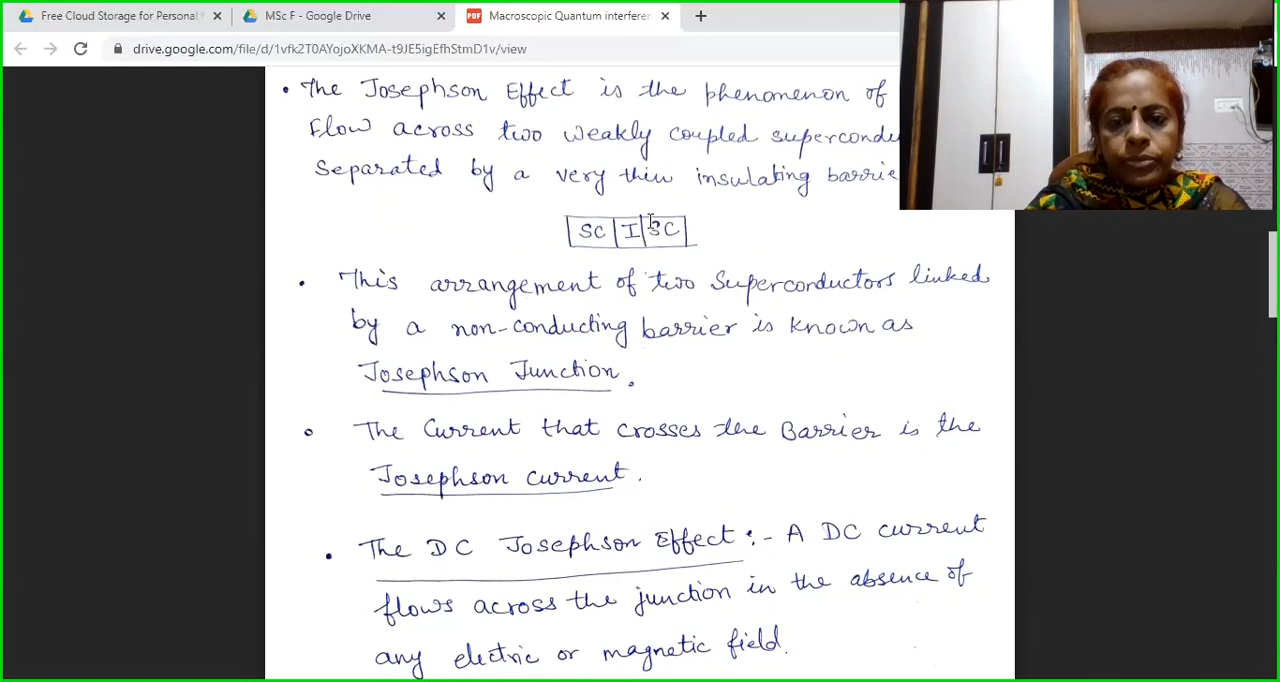 Free Cloud Storage for Personal
MSc F - Google Drive
Macroscopic Quantum interferer
drive.google.com/file/d/1vfk2T0AYojoXKMA-t9JE5igEfhStmD1v/view
• The Josephson Effect is the phenomenon of
Flow across two weakly coupled supercondu
Separated by a very thin insulating barrie
SC I SC
• This arrangement of two Superconductors linked
by a non-conducting barrier is known as
Josephson Junction.
• The Current that crosses the Barrier is the
Josephson current.
• The DC Josephson Effect :- A DC current
flows across the junction in the absence of
any electric or magnetic field.